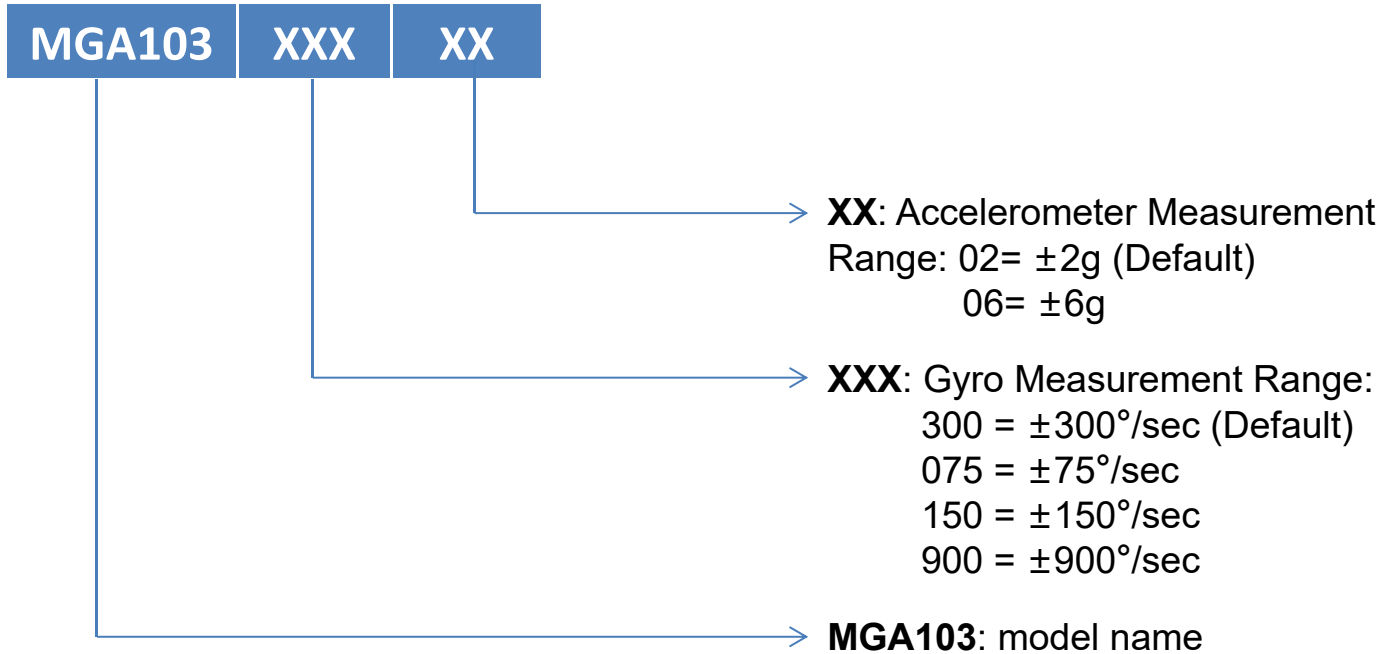 MGA103 XXX XX
XX: Accelerometer Measurement
Range: 02= ±2g (Default)
06= ±6g
XXX: Gyro Measurement Range:
300 = ±300°/sec (Default)
075 = ±75°/sec
150 = ±150°/sec
900 = ±900°/sec
MGA103: model name